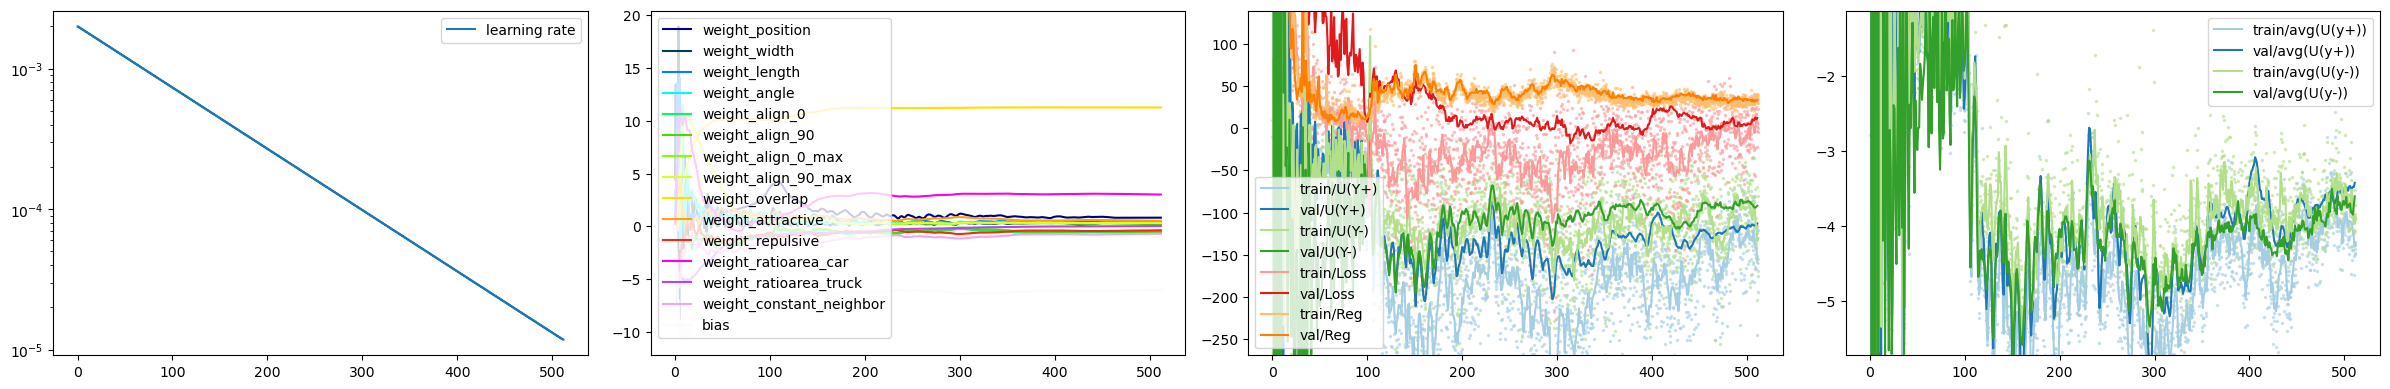 10⁻³
10⁻⁴
10⁻⁵
0
100
200
300
400
500
learning rate
20
15
10
5
0
−5
−10
0
100
200
300
400
500
weight_position
weight_width
weight_length
weight_angle
weight_align_0
weight_align_90
weight_align_0_max
weight_align_90_max
weight_overlap
weight_attractive
weight_repulsive
weight_ratioarea_car
weight_ratioarea_truck
weight_constant_neighbor
bias
100
50
0
−50
−100
−150
−200
−250
0
100
200
300
400
500
train/U(Y+)
val/U(Y+)
train/U(Y-)
val/U(Y-)
train/Loss
val/Loss
train/Reg
val/Reg
−2
−3
−4
−5
0
100
200
300
400
500
train/avg(U(y+))
val/avg(U(y+))
train/avg(U(y-))
val/avg(U(y-))